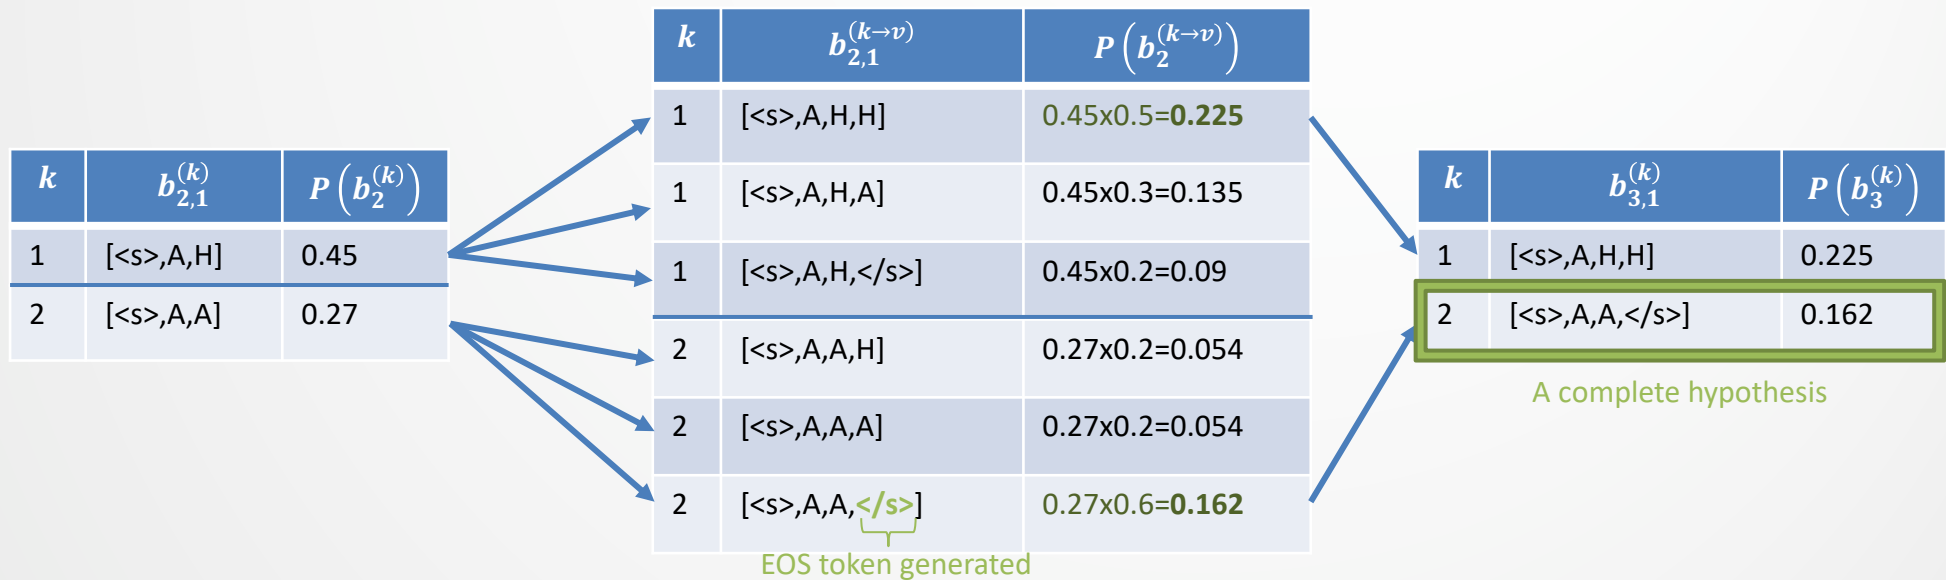 k b_{2,1}^{(k)} P(b_2^{(k)})
1 [<s>,A,H] 0.45
2 [<s>,A,A] 0.27
k b_{2,1}^{(k→v)} P(b_2^{(k→v)})
1 [<s>,A,H,H] 0.45x0.5=0.225
1 [<s>,A,H,A] 0.45x0.3=0.135
1 [<s>,A,H,</s>] 0.45x0.2=0.09
2 [<s>,A,A,H] 0.27x0.2=0.054
2 [<s>,A,A,A] 0.27x0.2=0.054
2 [<s>,A,A,</s>] 0.27x0.6=0.162
EOS token generated
k b_{3,1}^{(k)} P(b_3^{(k)})
1 [<s>,A,H,H] 0.225
2 [<s>,A,A,</s>] 0.162
A complete hypothesis